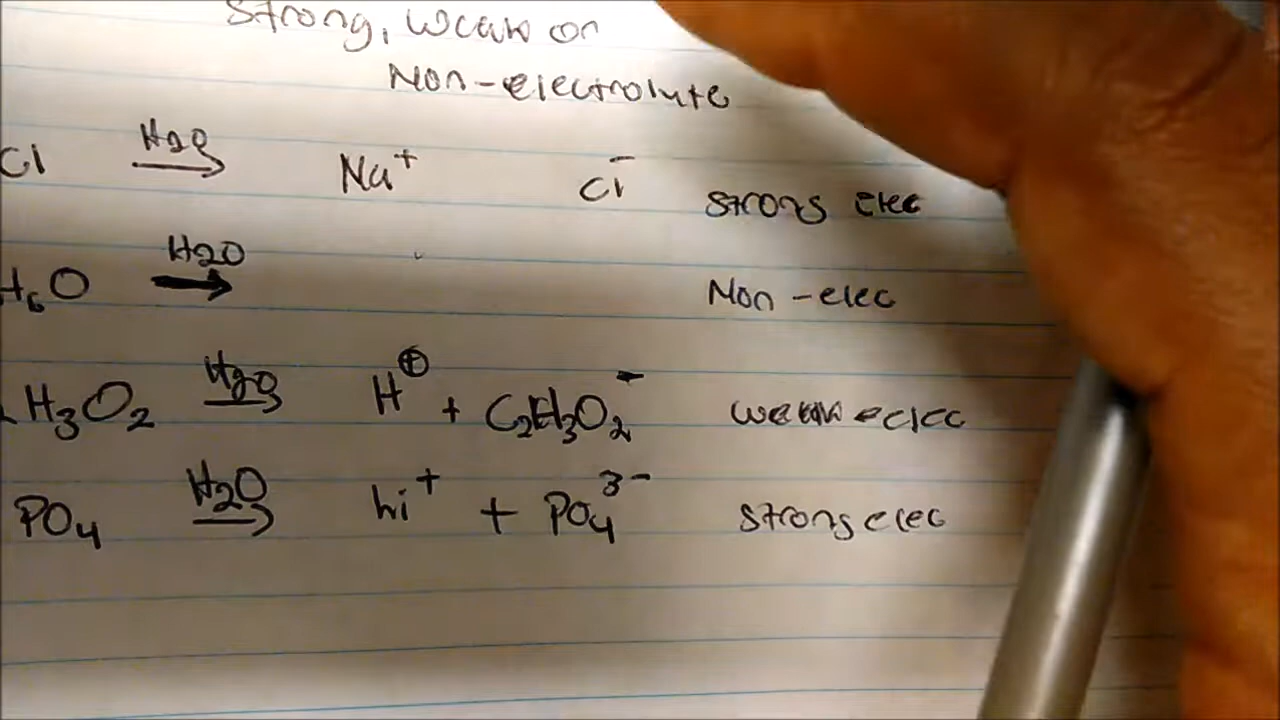 Strong, Weak or
Non-electrolyte
Cl H2O → Na+ Cl- strong elec
H6O H2O → Non-elec
H3O2 H2O → H⊕ + C2H3O2- weak elec
PO4 H2O → hi+ + PO4 3- strong elec